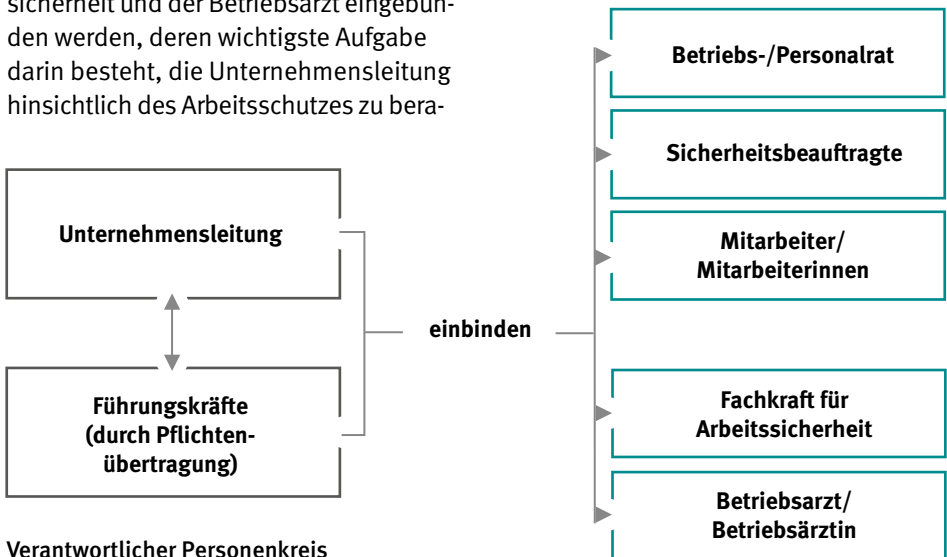 sicherheit und der Betriebsarzt eingebun-
den werden, deren wichtigste Aufgabe
darin besteht, die Unternehmensleitung
hinsichtlich des Arbeitsschutzes zu bera-
Unternehmensleitung
Führungskräfte
(durch Pflichten-
übertragung)
einbinden
Betriebs-/Personalrat
Sicherheitsbeauftragte
Mitarbeiter/
Mitarbeiterinnen
Fachkraft für
Arbeitssicherheit
Betriebsarzt/
Betriebsärztin
Verantwortlicher Personenkreis